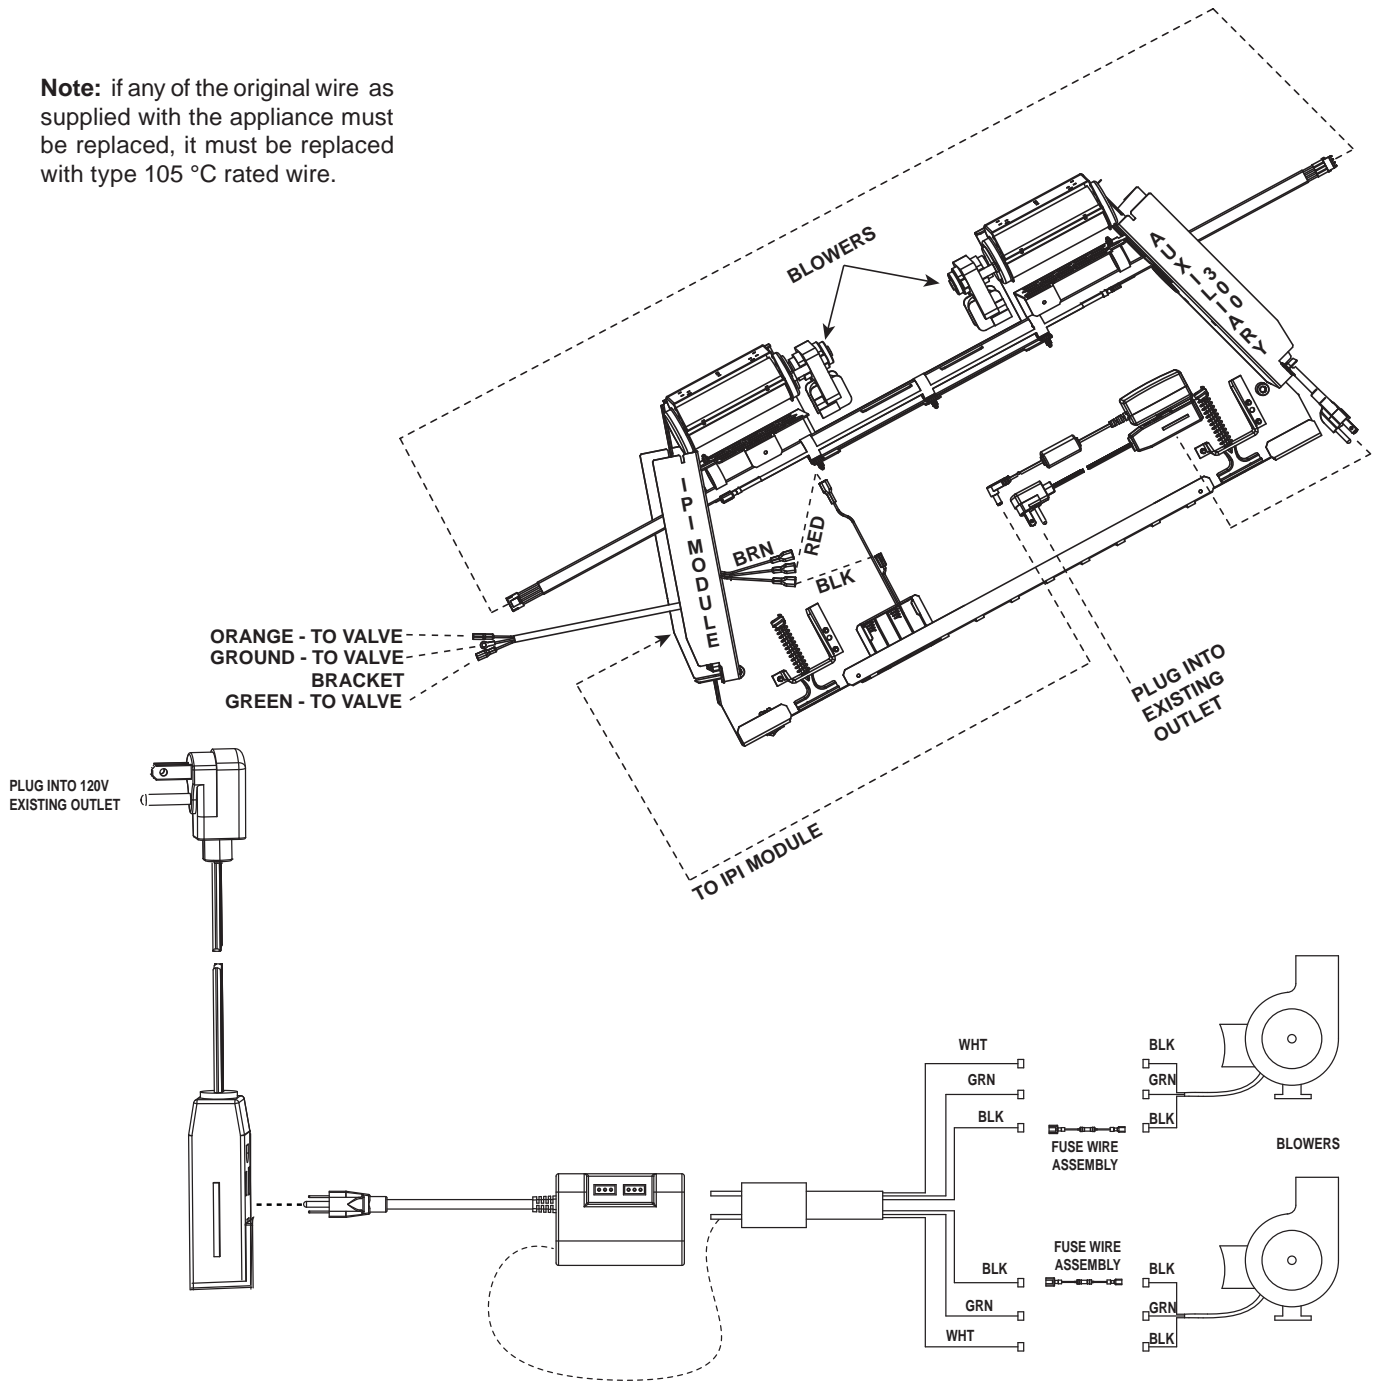 Note: if any of the original wire as
supplied with the appliance must
be replaced, it must be replaced
with type 105 °C rated wire.
BLOWERS
AUXILIARY
300
IPI MODULE
BRN
RED
BLK
ORANGE - TO VALVE
GROUND - TO VALVE
BRACKET
GREEN - TO VALVE
PLUG INTO
EXISTING
OUTLET
TO IPI MODULE
PLUG INTO 120V
EXISTING OUTLET
WHT
BLK
GRN
GRN
BLK
BLK
FUSE WIRE
ASSEMBLY
BLOWERS
FUSE WIRE
ASSEMBLY
BLK
BLK
GRN
GRN
WHT
BLK